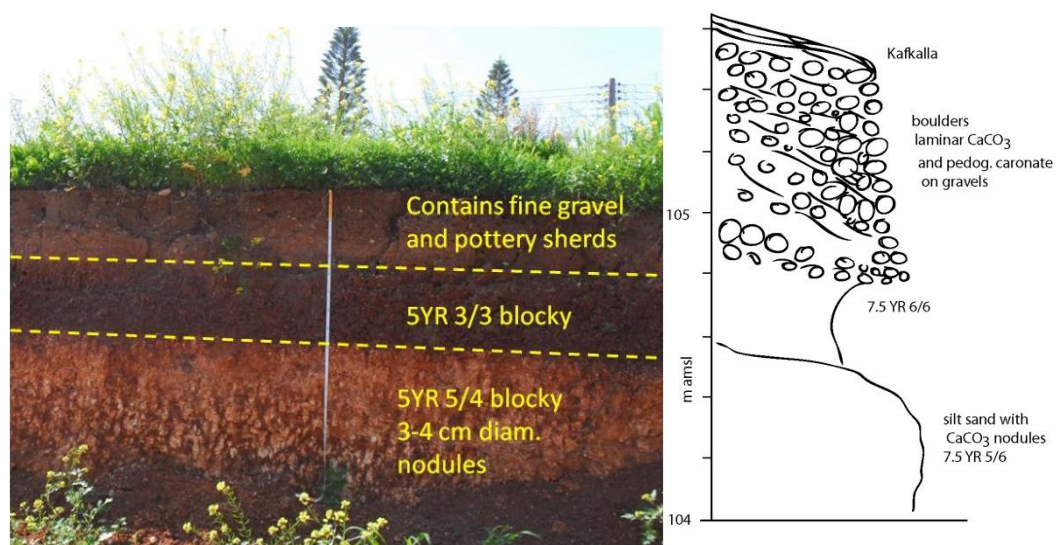 Contains fine gravel
and pottery sherds
5YR 3/3 blocky
5YR 5/4 blocky
3-4 cm diam.
nodules
Kafkalla
boulders
laminar CaCO3
and pedog. caronate
on gravels
105
7.5 YR 6/6
m amsl
silt sand with
CaCO3 nodules
7.5 YR 5/6
104